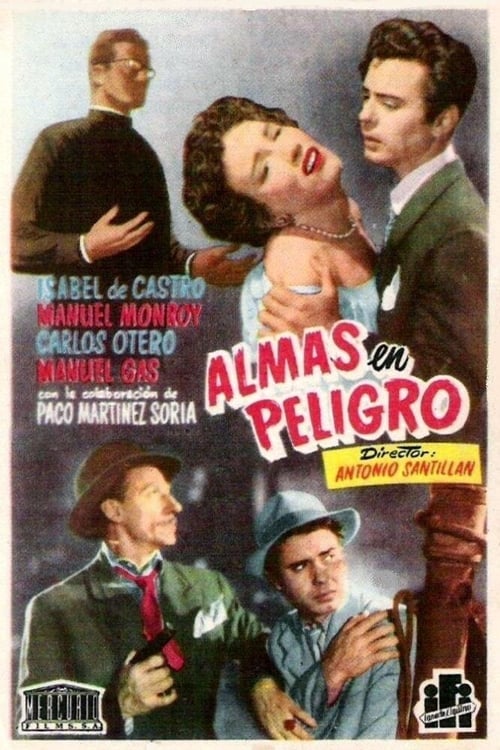 ISABEL de CASTRO
MANUEL MONROY
CARLOS OTERO
MANUEL GAS
con la colaboración de
PACO MARTINEZ SORIA
ALMAS en
PELIGRO
Director:
ANTONIO SANTILLAN
MERCURIO
FILMS. S.A.
ifi